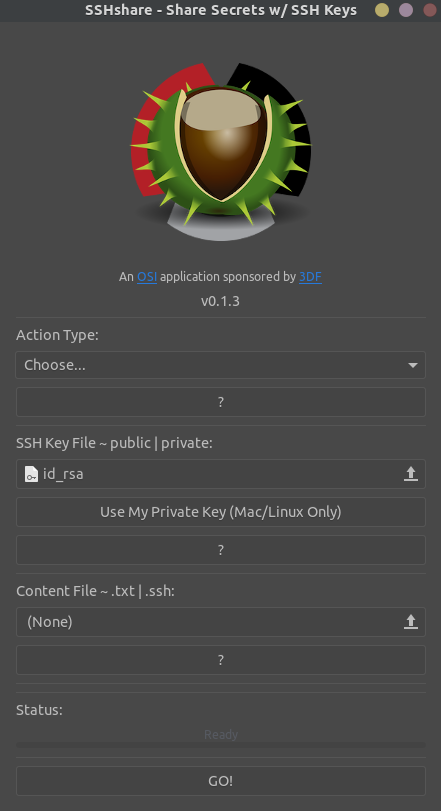 SSHshare - Share Secrets w/ SSH Keys
An OSI application sponsored by 3DF
v0.1.3
Action Type:
Choose...
?
SSH Key File ~ public | private:
id_rsa
Use My Private Key (Mac/Linux Only)
?
Content File ~ .txt | .ssh:
(None)
?
Status:
Ready
GO!